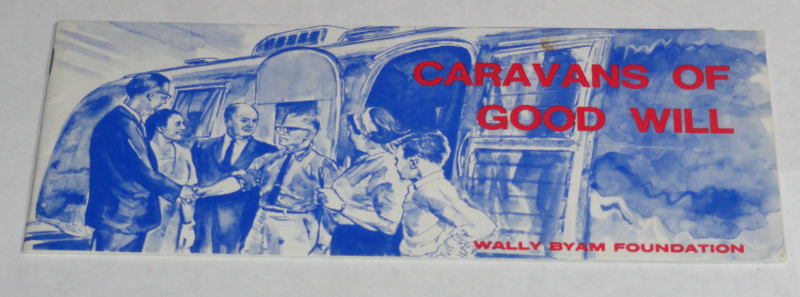 CARAVANS OF
GOOD WILL
WALLY BYAM FOUNDATION